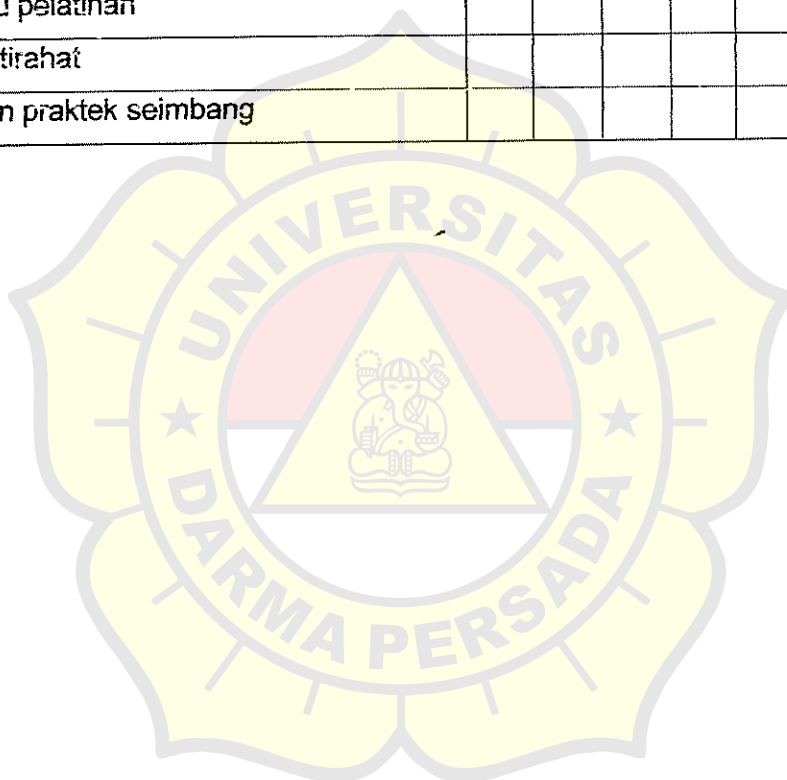 pelatihan
tirahat
n praktek seimbang
UNIVERSITAS
DARMA PERSADA